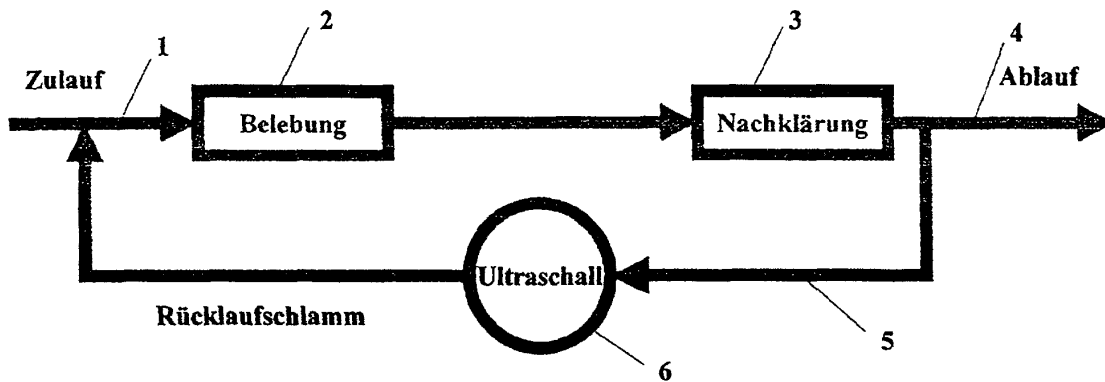 1
2
3
4
Zulauf
Ablauf
Belebung
Nachklärung
Ultraschall
Rücklaufschlamm
5
6